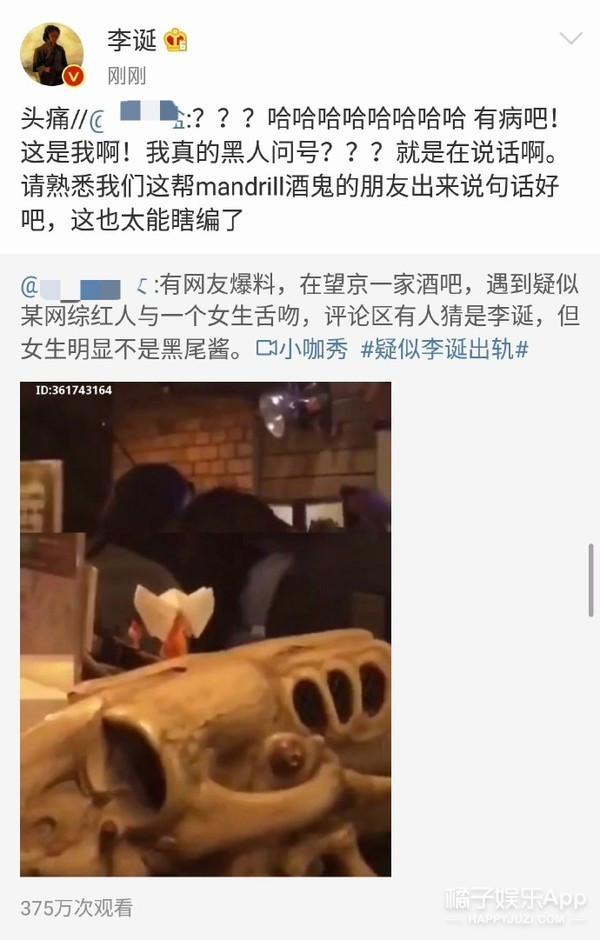 李诞
刚刚
头痛//@ 盐:？？？哈哈哈哈哈哈哈哈 有病吧！
这是我啊！我真的黑人问号？？？就是在说话啊。
请熟悉我们这帮mandrill酒鬼的朋友出来说句话好
吧，这也太能瞎编了
@ :有网友爆料，在望京一家酒吧，遇到疑似
某网综红人与一个女生舌吻，评论区有人猜是李诞，但
女生明显不是黑尾酱。小咖秀 #疑似李诞出轨#
ID:361743164
375万次观看
橘子娱乐App
HAPPYJUZI.COM